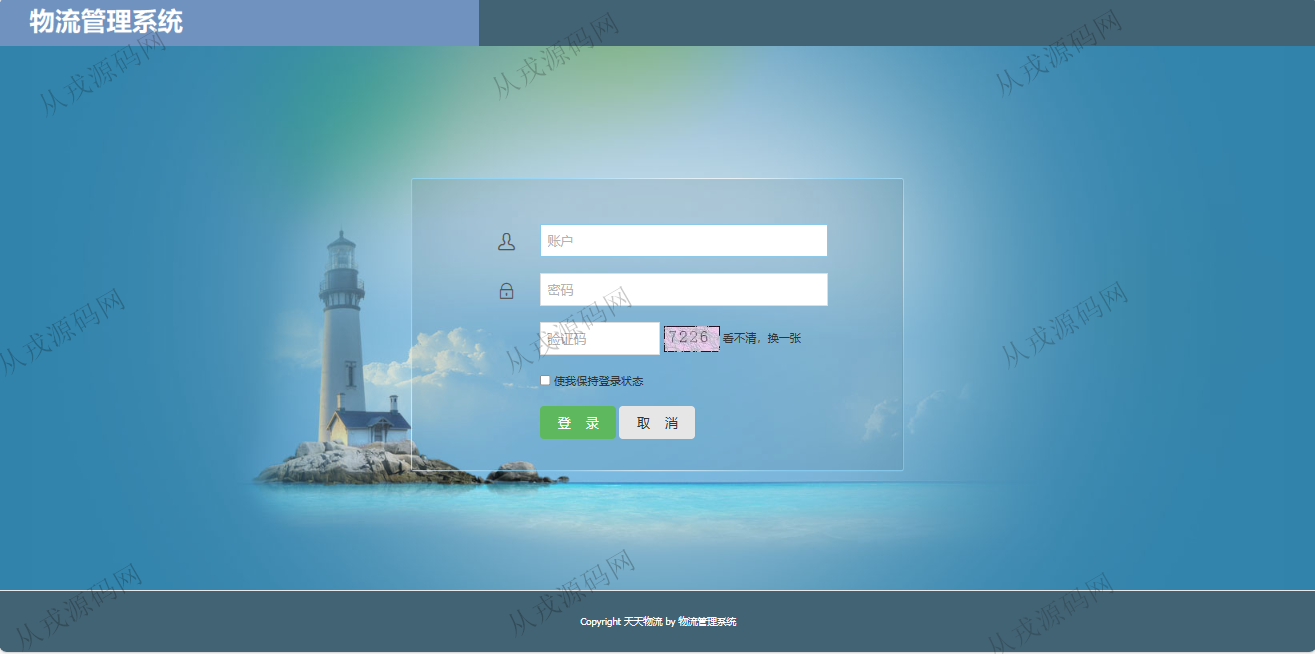 物流管理系统
从戎源码网
从戎源码网
从戎源码网
账户
密码
从戎源码网
从戎源码网
从戎源码网
验证码 7226 看不清，换一张
使我保持登录状态
登 录 取 消
从戎源码网
从戎源码网
从戎源码网
Copyright 天天物流 by 物流管理系统